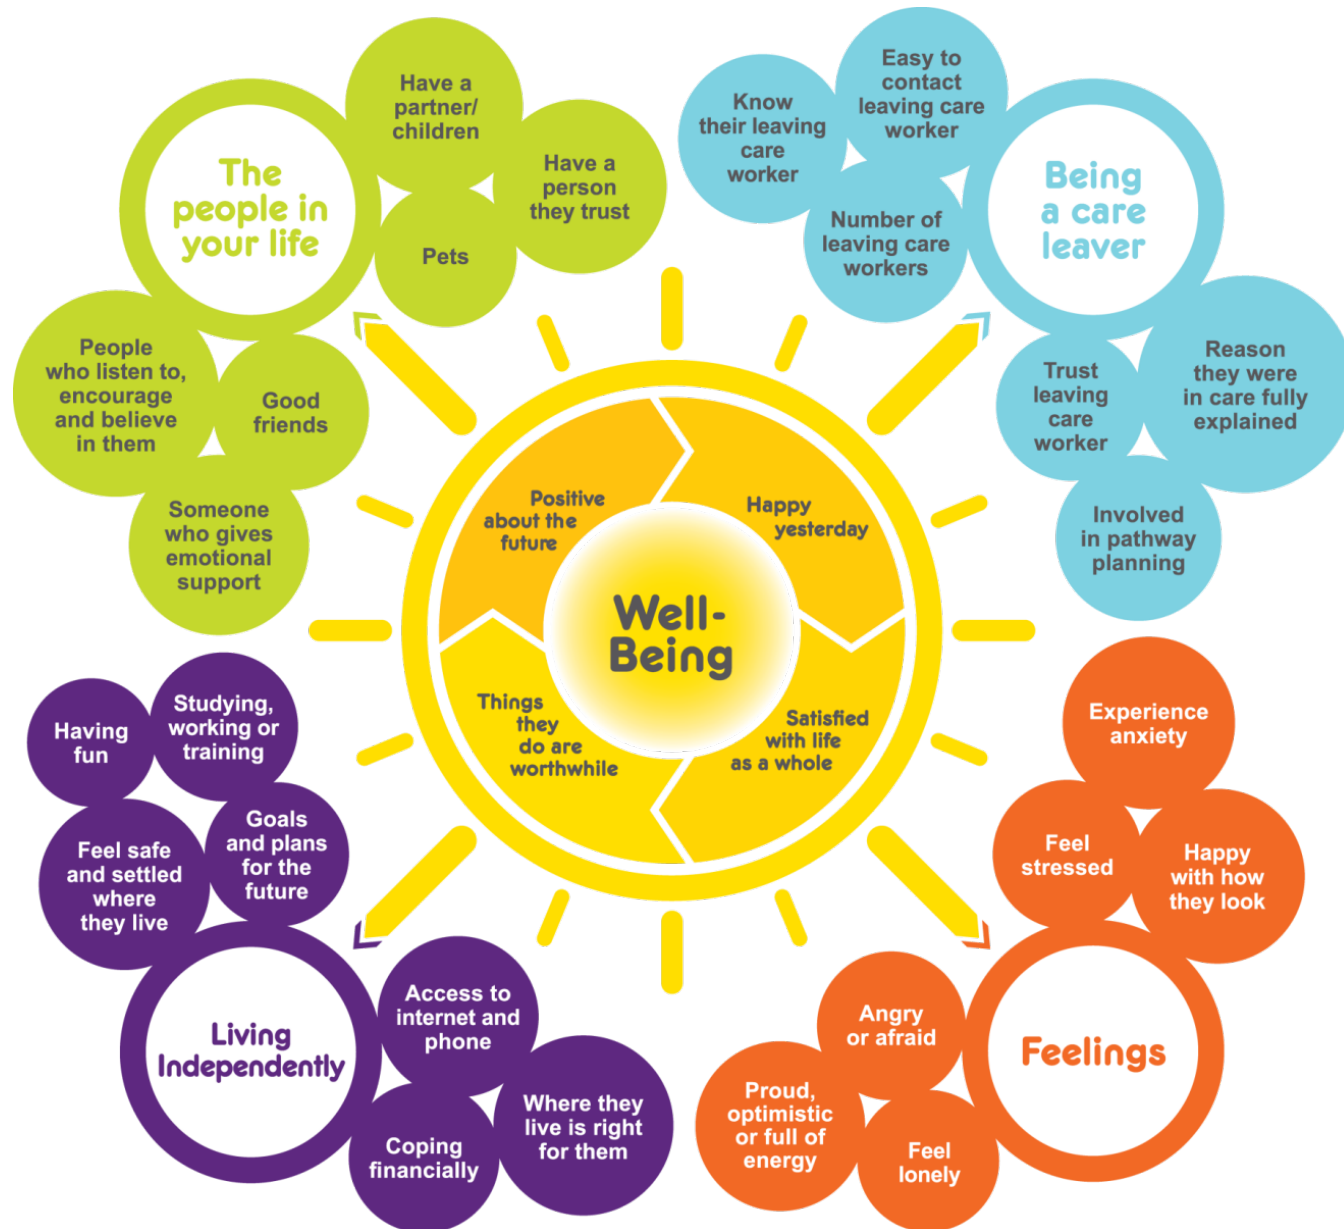 The
people in
your life
Have a
partner/
children
Have a
person
they trust
Pets
People
who listen to,
encourage
and believe
in them
Good
friends
Someone
who gives
emotional
support
Being
a care
leaver
Know
their leaving
care
worker
Easy to
contact
leaving care
worker
Number of
leaving care
workers
Trust
leaving
care
worker
Reason
they were
in care fully
explained
Involved
in pathway
planning
Well-
Being
Positive
about the
future
Happy
yesterday
Things
they
do are
worthwhile
Satisfied
with life
as a whole
Living
Independently
Having
fun
Studying,
working or
training
Feel safe
and settled
where
they live
Goals
and plans
for the
future
Access to
internet and
phone
Coping
financially
Where they
live is right
for them
Feelings
Experience
anxiety
Feel
stressed
Happy
with how
they look
Angry
or afraid
Proud,
optimistic
or full of
energy
Feel
lonely